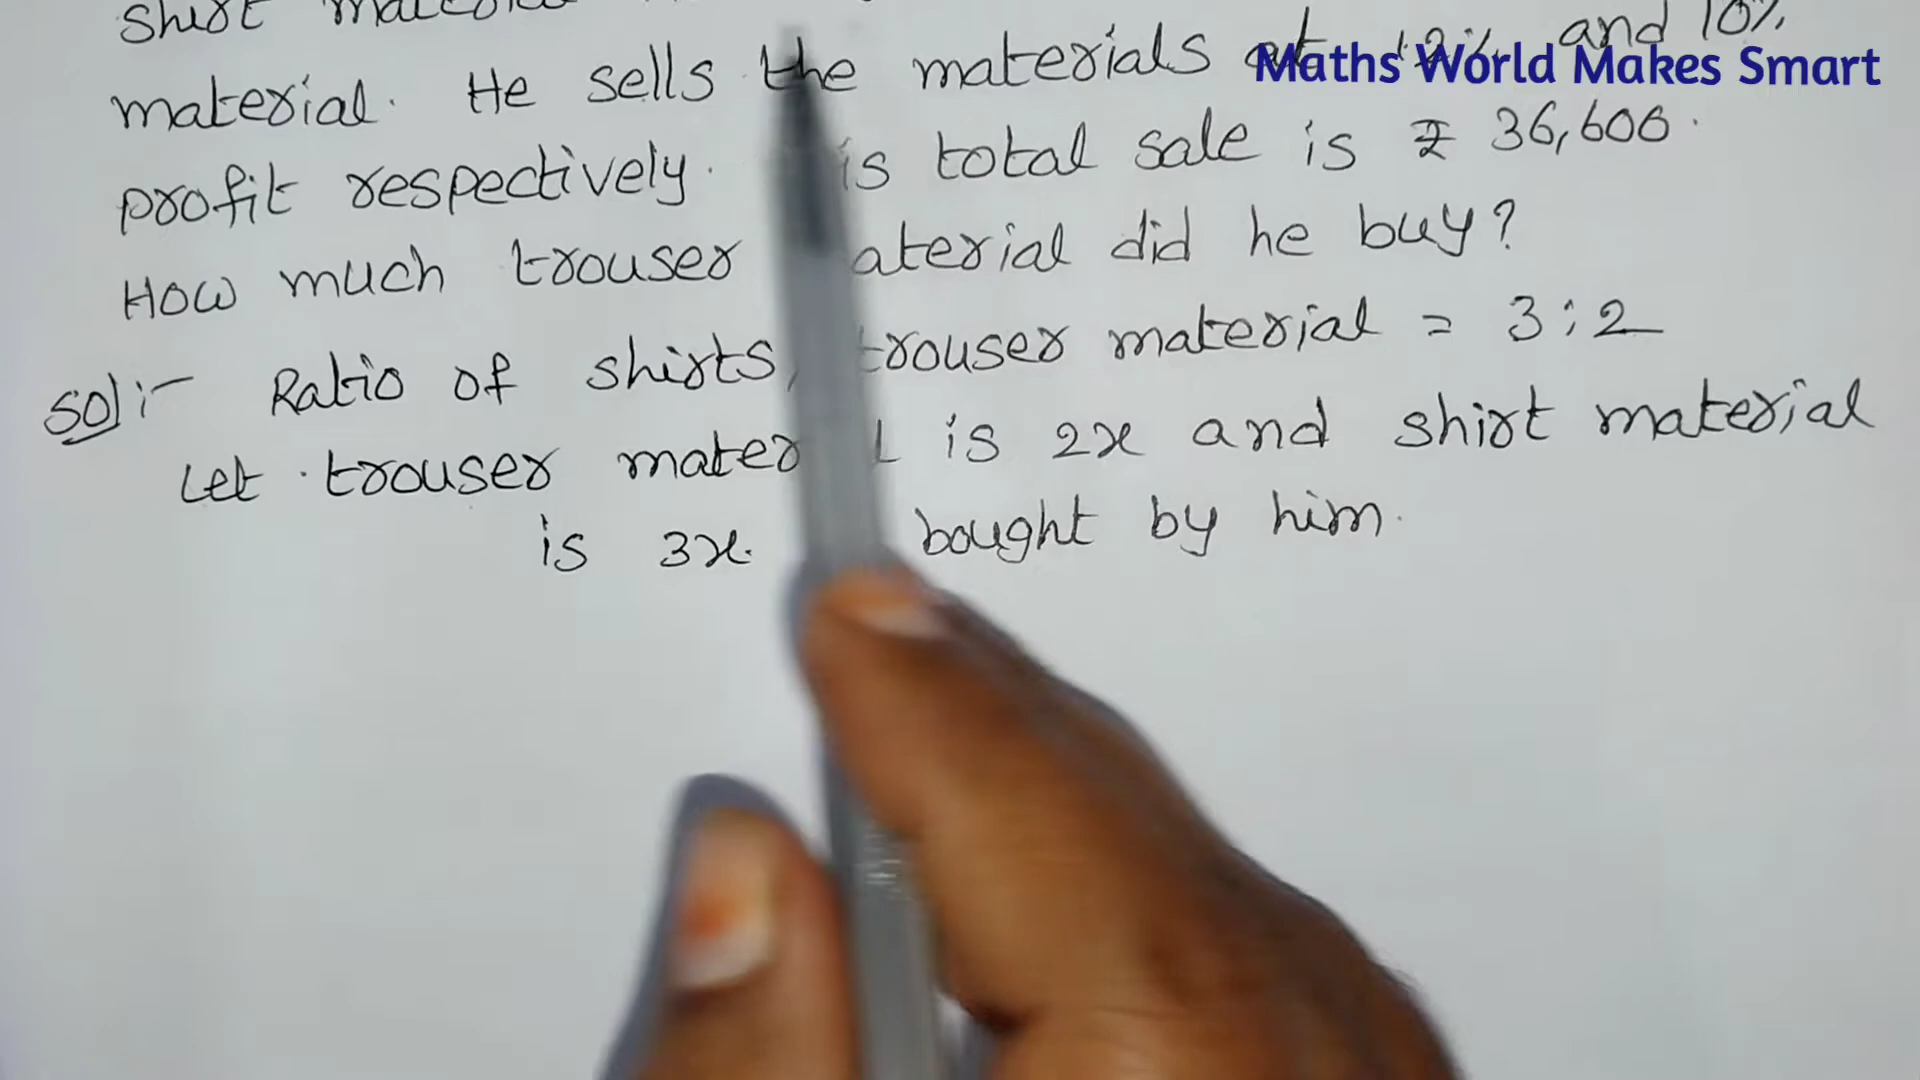 shirt
material. He sells the materials at 12% and 10%
Maths World Makes Smart
profit respectively. is total sale is ₹ 36,600.
How much trouser aterial did he buy?
Sol:- Ratio of shirts, trouser material = 3:2
Let trouser mater l is 2x and shirt material
is 3x bought by him.